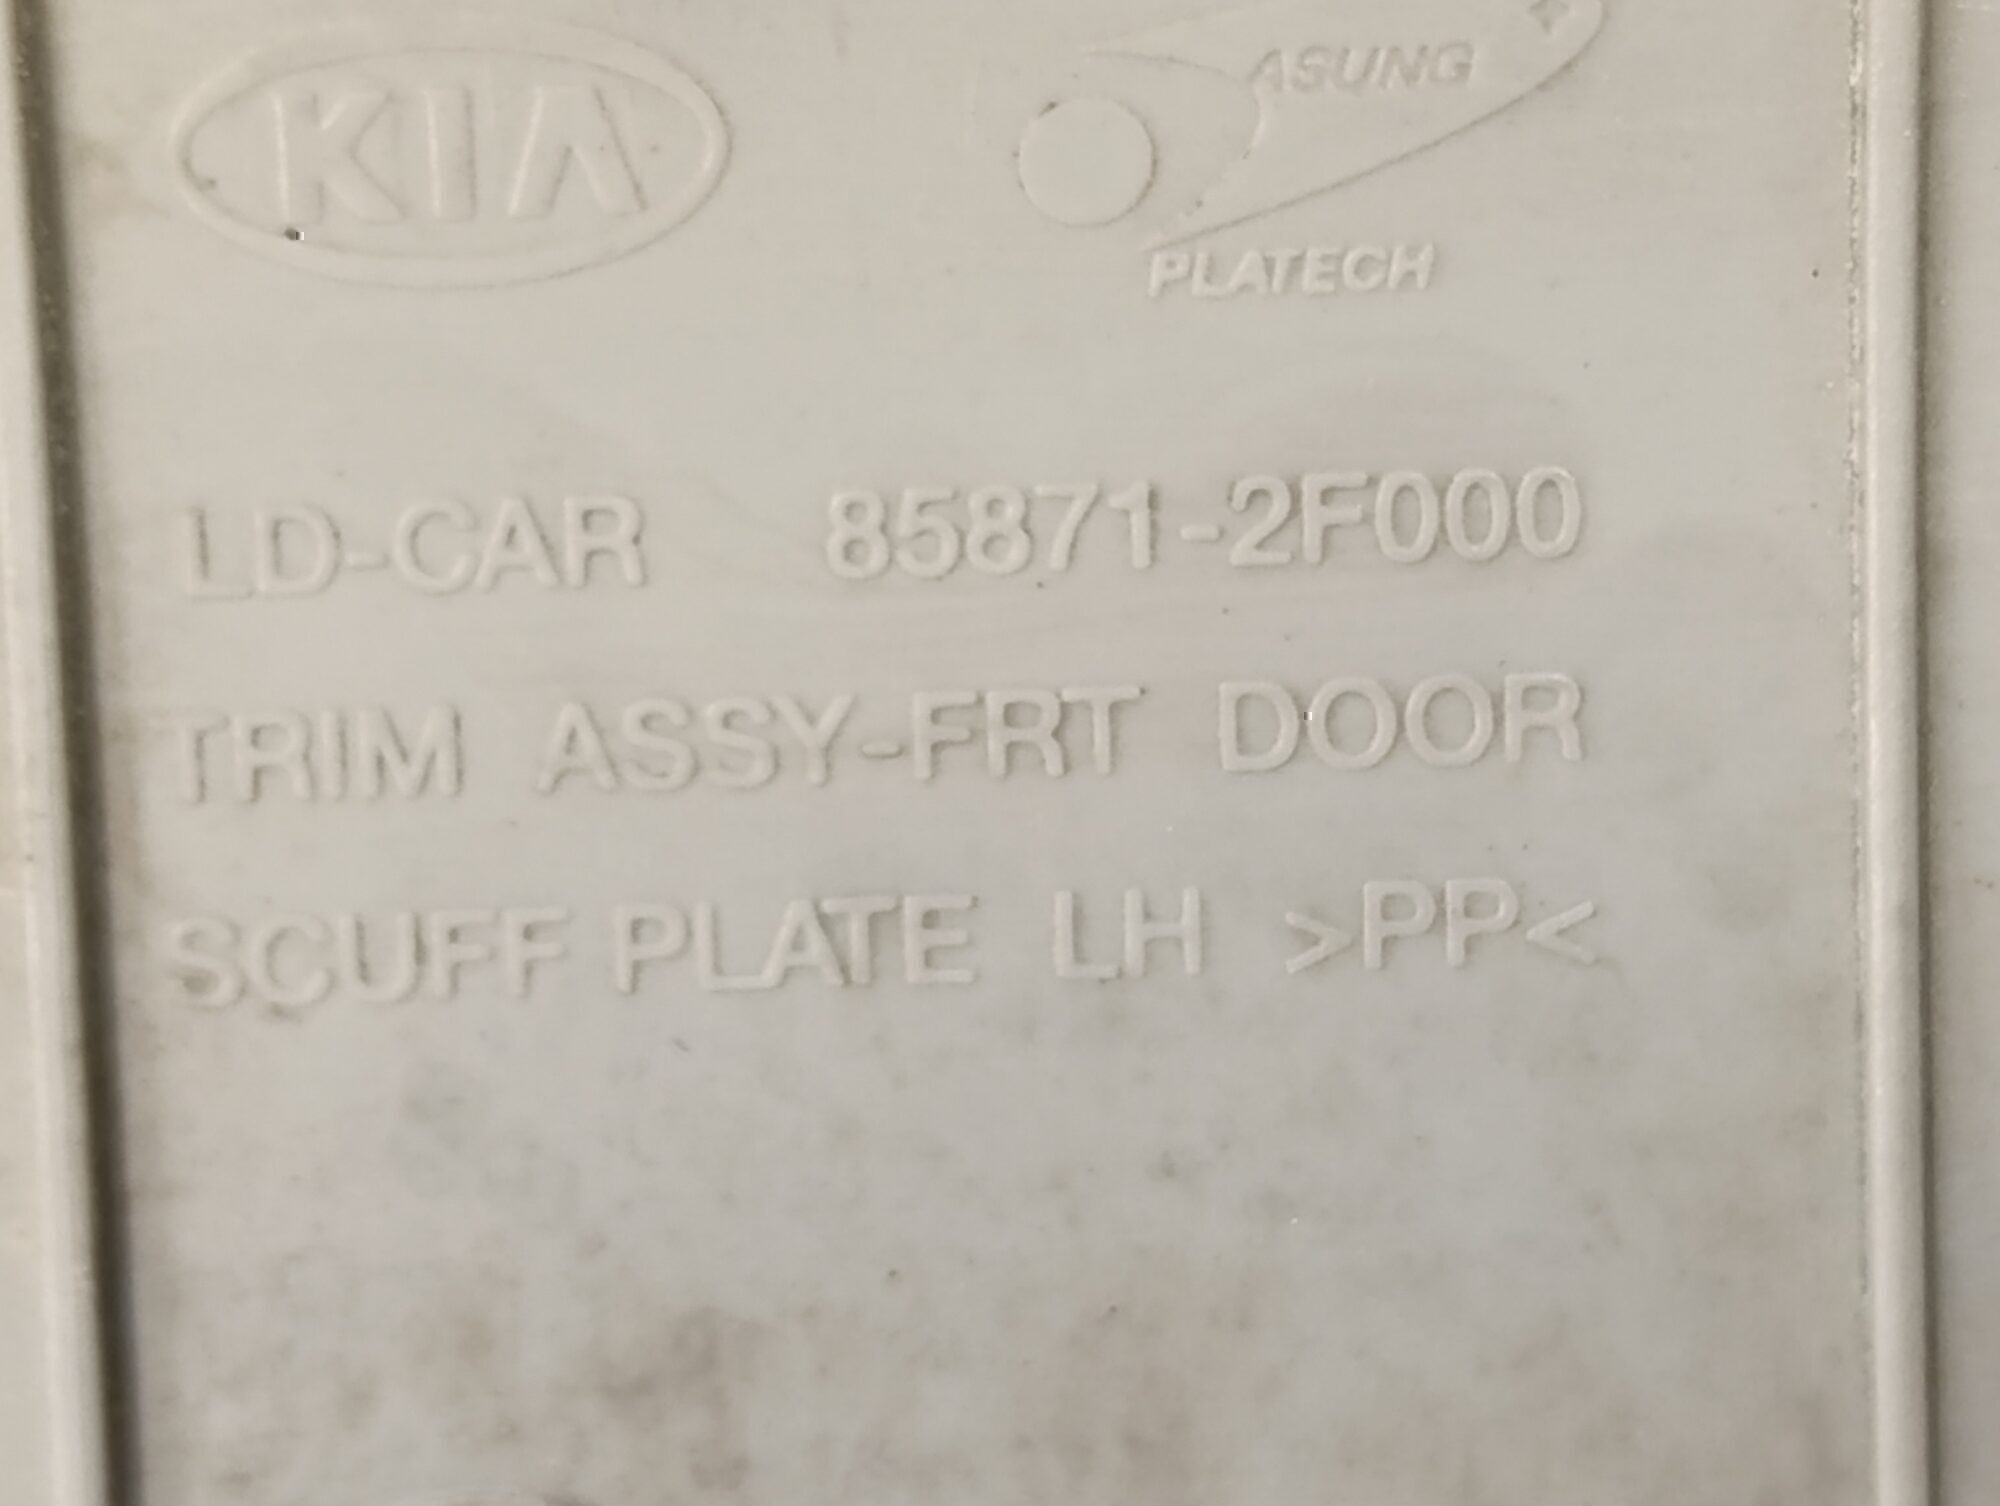 KIA
ASUNG
PLATECH
LD-CAR 85871-2F000
TRIM ASSY-FRT DOOR
SCUFF PLATE LH >PP<